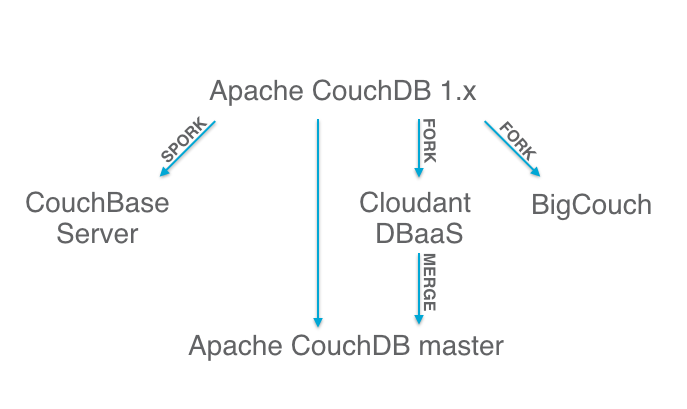 Apache CouchDB 1.x
SPORK
FORK
FORK
CouchBase
Server
Cloudant
DBaaS
BigCouch
MERGE
Apache CouchDB master